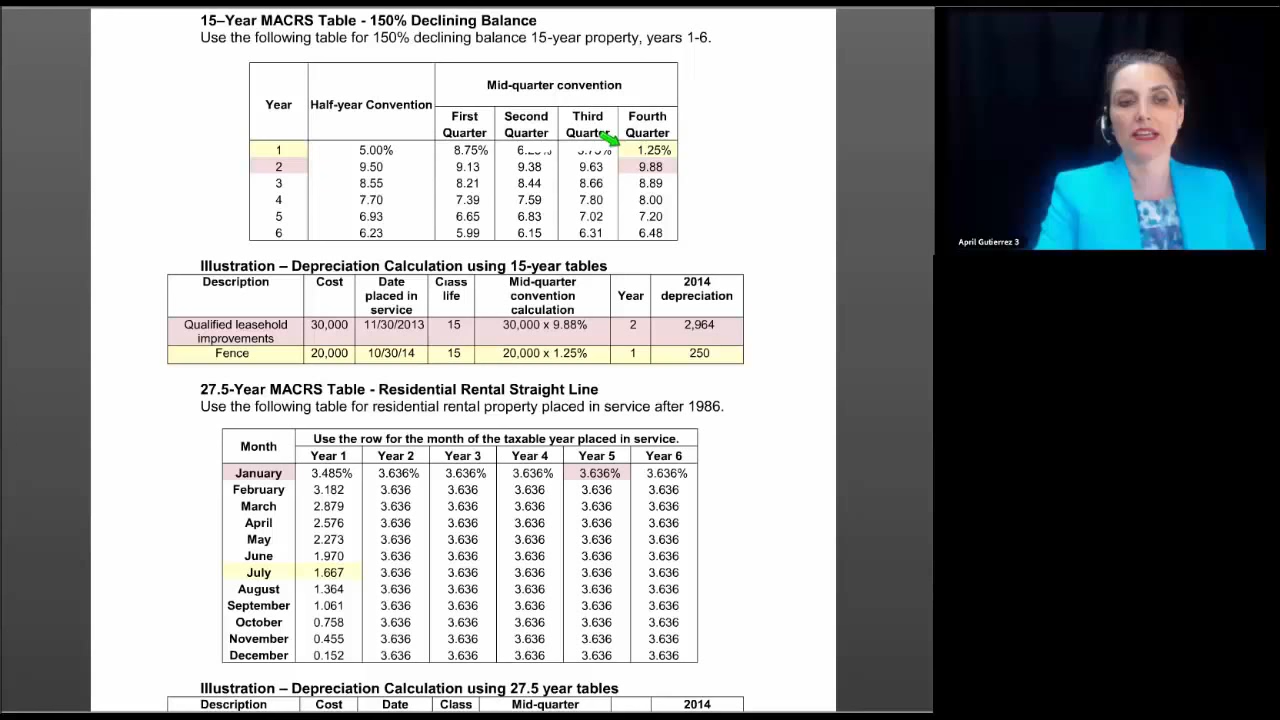 15–Year MACRS Table - 150% Declining Balance
Use the following table for 150% declining balance 15-year property, years 1-6.
Year Half-year Convention Mid-quarter convention
First Quarter Second Quarter Third Quarter Fourth Quarter
1 5.00% 8.75% 1.25%
2 9.50 9.13 9.38 9.63 9.88
3 8.55 8.21 8.44 8.66 8.89
4 7.70 7.39 7.59 7.80 8.00
5 6.93 6.65 6.83 7.02 7.20
6 6.23 5.99 6.15 6.31 6.48
Illustration – Depreciation Calculation using 15-year tables
Description Cost Date placed in service Class life Mid-quarter convention calculation Year 2014 depreciation
Qualified leasehold improvements 30,000 11/30/2013 15 30,000 x 9.88% 2 2,964
Fence 20,000 10/30/14 15 20,000 x 1.25% 1 250
27.5-Year MACRS Table - Residential Rental Straight Line
Use the following table for residential rental property placed in service after 1986.
Month Use the row for the month of the taxable year placed in service.
Year 1 Year 2 Year 3 Year 4 Year 5 Year 6
January 3.485% 3.636% 3.636% 3.636% 3.636% 3.636%
February 3.182 3.636 3.636 3.636 3.636 3.636
March 2.879 3.636 3.636 3.636 3.636 3.636
April 2.576 3.636 3.636 3.636 3.636 3.636
May 2.273 3.636 3.636 3.636 3.636 3.636
June 1.970 3.636 3.636 3.636 3.636 3.636
July 1.667 3.636 3.636 3.636 3.636 3.636
August 1.364 3.636 3.636 3.636 3.636 3.636
September 1.061 3.636 3.636 3.636 3.636 3.636
October 0.758 3.636 3.636 3.636 3.636 3.636
November 0.455 3.636 3.636 3.636 3.636 3.636
December 0.152 3.636 3.636 3.636 3.636 3.636
Illustration – Depreciation Calculation using 27.5 year tables
Description Cost Date Class Mid-quarter 2014
April Gutierrez 3